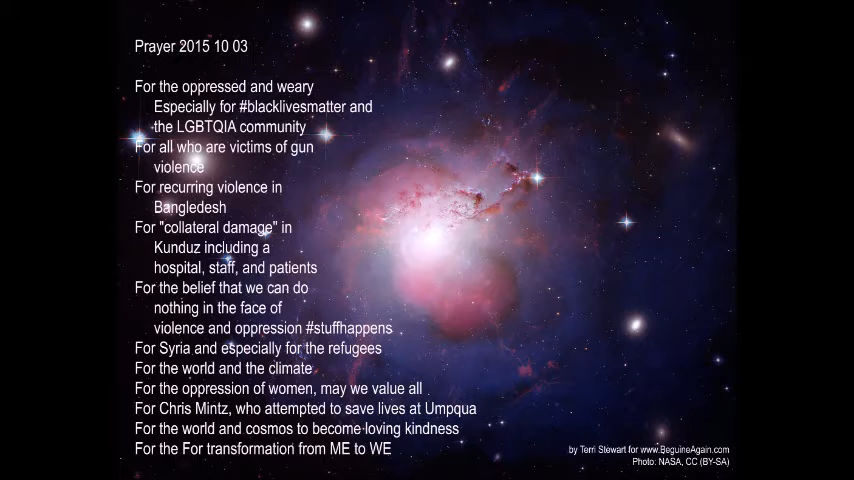 Prayer 2015 10 03
For the oppressed and weary
Especially for #blacklivesmatter and
the LGBTQIA community
For all who are victims of gun
violence
For recurring violence in
Bangledesh
For "collateral damage" in
Kunduz including a
hospital, staff, and patients
For the belief that we can do
nothing in the face of
violence and oppression #stuffhappens
For Syria and especially for the refugees
For the world and the climate
For the oppression of women, may we value all
For Chris Mintz, who attempted to save lives at Umpqua
For the world and cosmos to become loving kindness
For the For transformation from ME to WE
by Terri Stewart for www.BeguineAgain.com
Photo: NASA, CC (BY-SA)